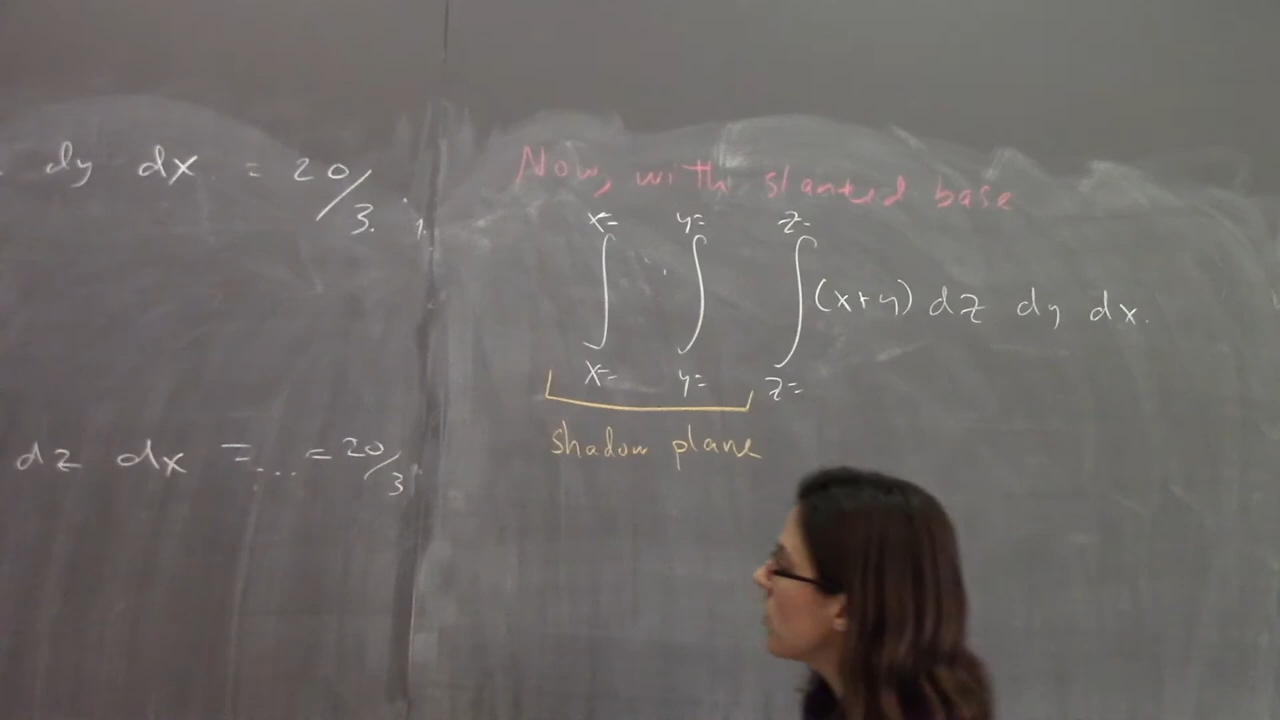 dy dx = 20/3.
dz dx = ... = 20/3
Now, with slanted base
x= y= z=
∫ ∫ ∫ (x+y) dz dy dx.
x= y= z=
shadow plane